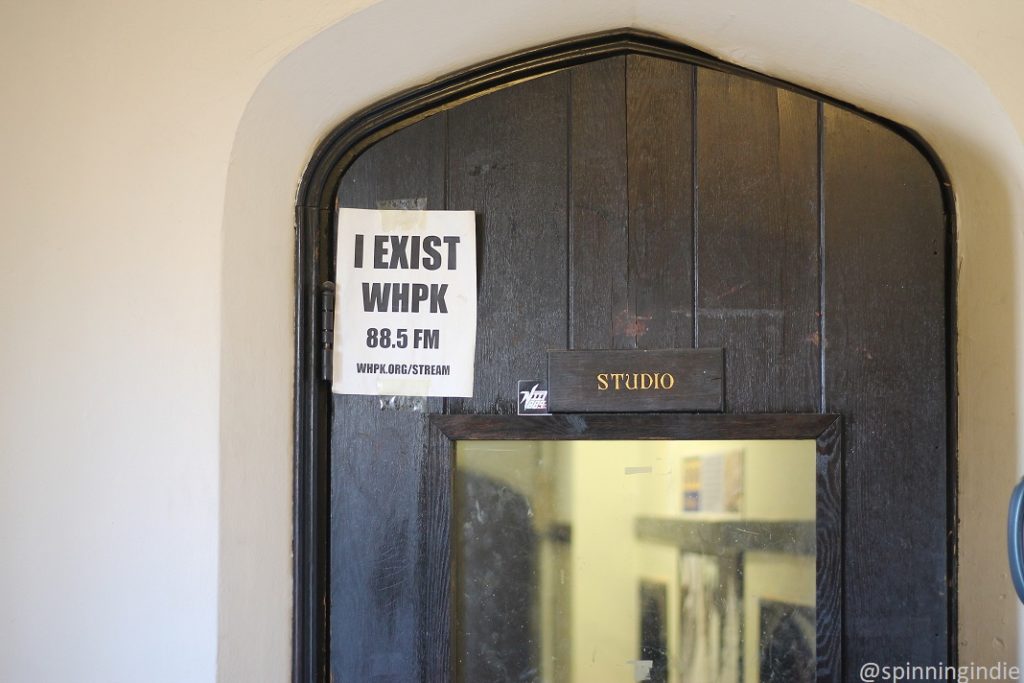 I EXIST
WHPK
88.5 FM
WHPK.ORG/STREAM
STUDIO
@spinningindie